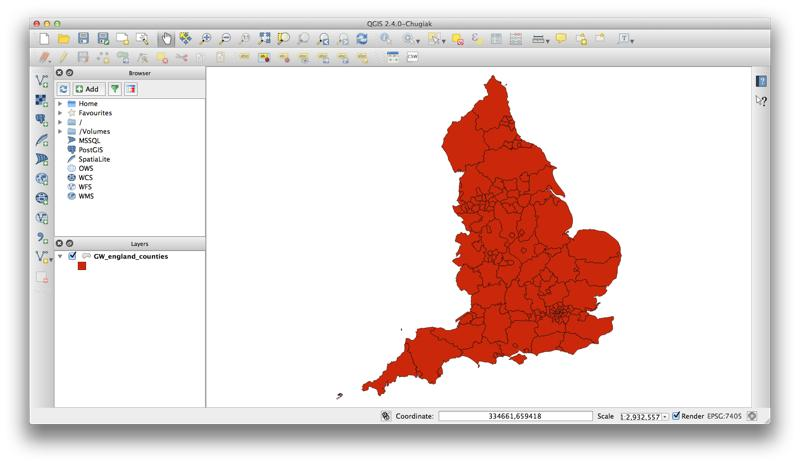 QGIS 2.4.0-Chugiak
Browser
Add
Home
Favourites
/
/Volumes
MSSQL
PostGIS
SpatiaLite
OWS
WCS
WFS
WMS
Layers
GW_england_counties
Coordinate: 334661,659418 Scale 1:2,932,557 Render EPSG:7405